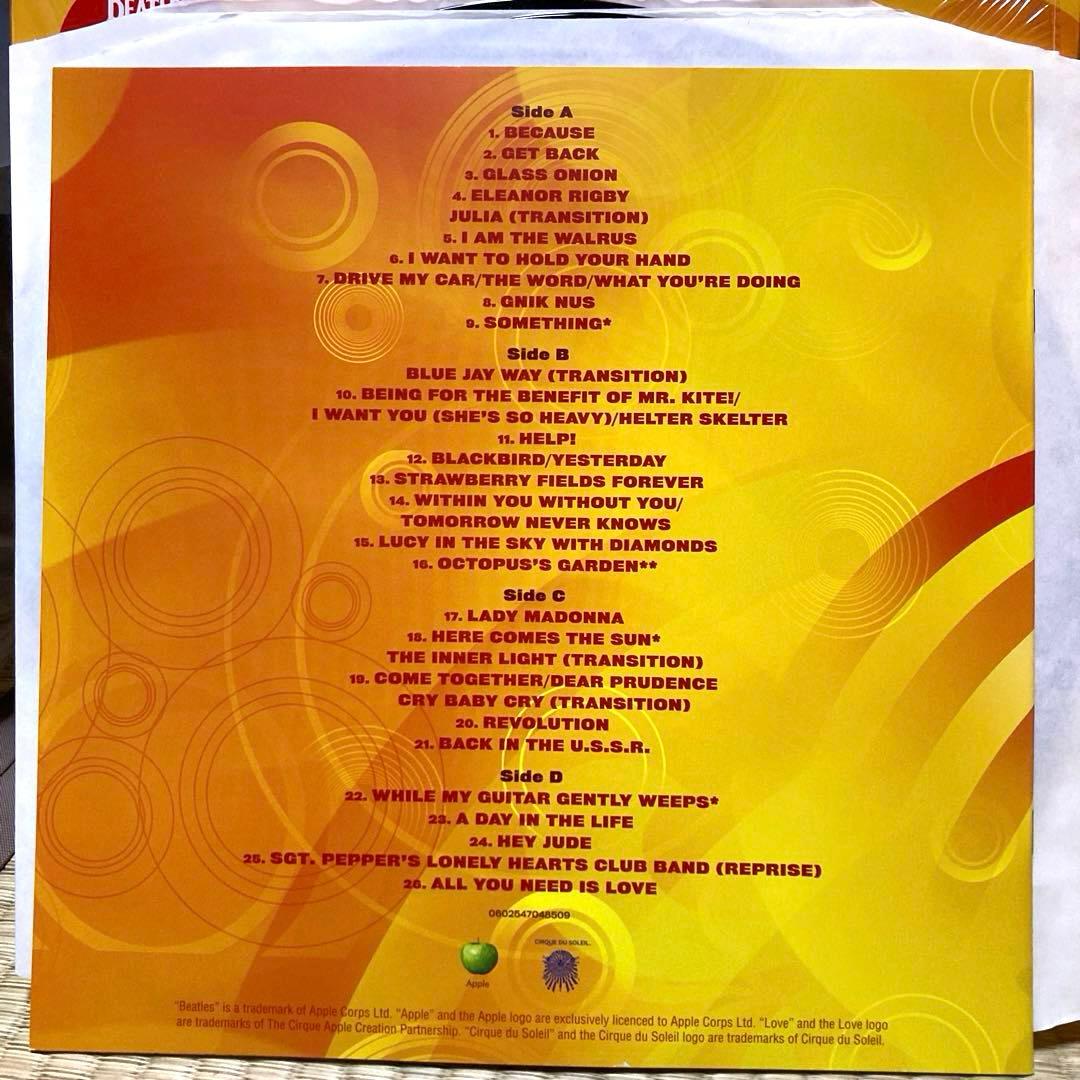 BEATLES
Side A
1. BECAUSE
2. GET BACK
3. GLASS ONION
4. ELEANOR RIGBY
JULIA (TRANSITION)
5. I AM THE WALRUS
6. I WANT TO HOLD YOUR HAND
7. DRIVE MY CAR/THE WORD/WHAT YOU'RE DOING
8. GNIK NUS
9. SOMETHING*
Side B
BLUE JAY WAY (TRANSITION)
10. BEING FOR THE BENEFIT OF MR. KITE!/
I WANT YOU (SHE'S SO HEAVY)/HELTER SKELTER
11. HELP!
12. BLACKBIRD/YESTERDAY
13. STRAWBERRY FIELDS FOREVER
14. WITHIN YOU WITHOUT YOU/
TOMORROW NEVER KNOWS
15. LUCY IN THE SKY WITH DIAMONDS
16. OCTOPUS'S GARDEN**
Side C
17. LADY MADONNA
18. HERE COMES THE SUN*
THE INNER LIGHT (TRANSITION)
19. COME TOGETHER/DEAR PRUDENCE
CRY BABY CRY (TRANSITION)
20. REVOLUTION
21. BACK IN THE U.S.S.R.
Side D
22. WHILE MY GUITAR GENTLY WEEPS*
23. A DAY IN THE LIFE
24. HEY JUDE
25. SGT. PEPPER'S LONELY HEARTS CLUB BAND (REPRISE)
26. ALL YOU NEED IS LOVE
0602547048509
CIRQUE DU SOLEIL.
Apple
"Beatles" is a trademark of Apple Corps Ltd. "Apple" and the Apple logo are exclusively licenced to Apple Corps Ltd. "Love" and the Love logo
are trademarks of The Cirque Apple Creation Partnership. "Cirque du Soleil" and the Cirque du Soleil logo are trademarks of Cirque du Soleil.